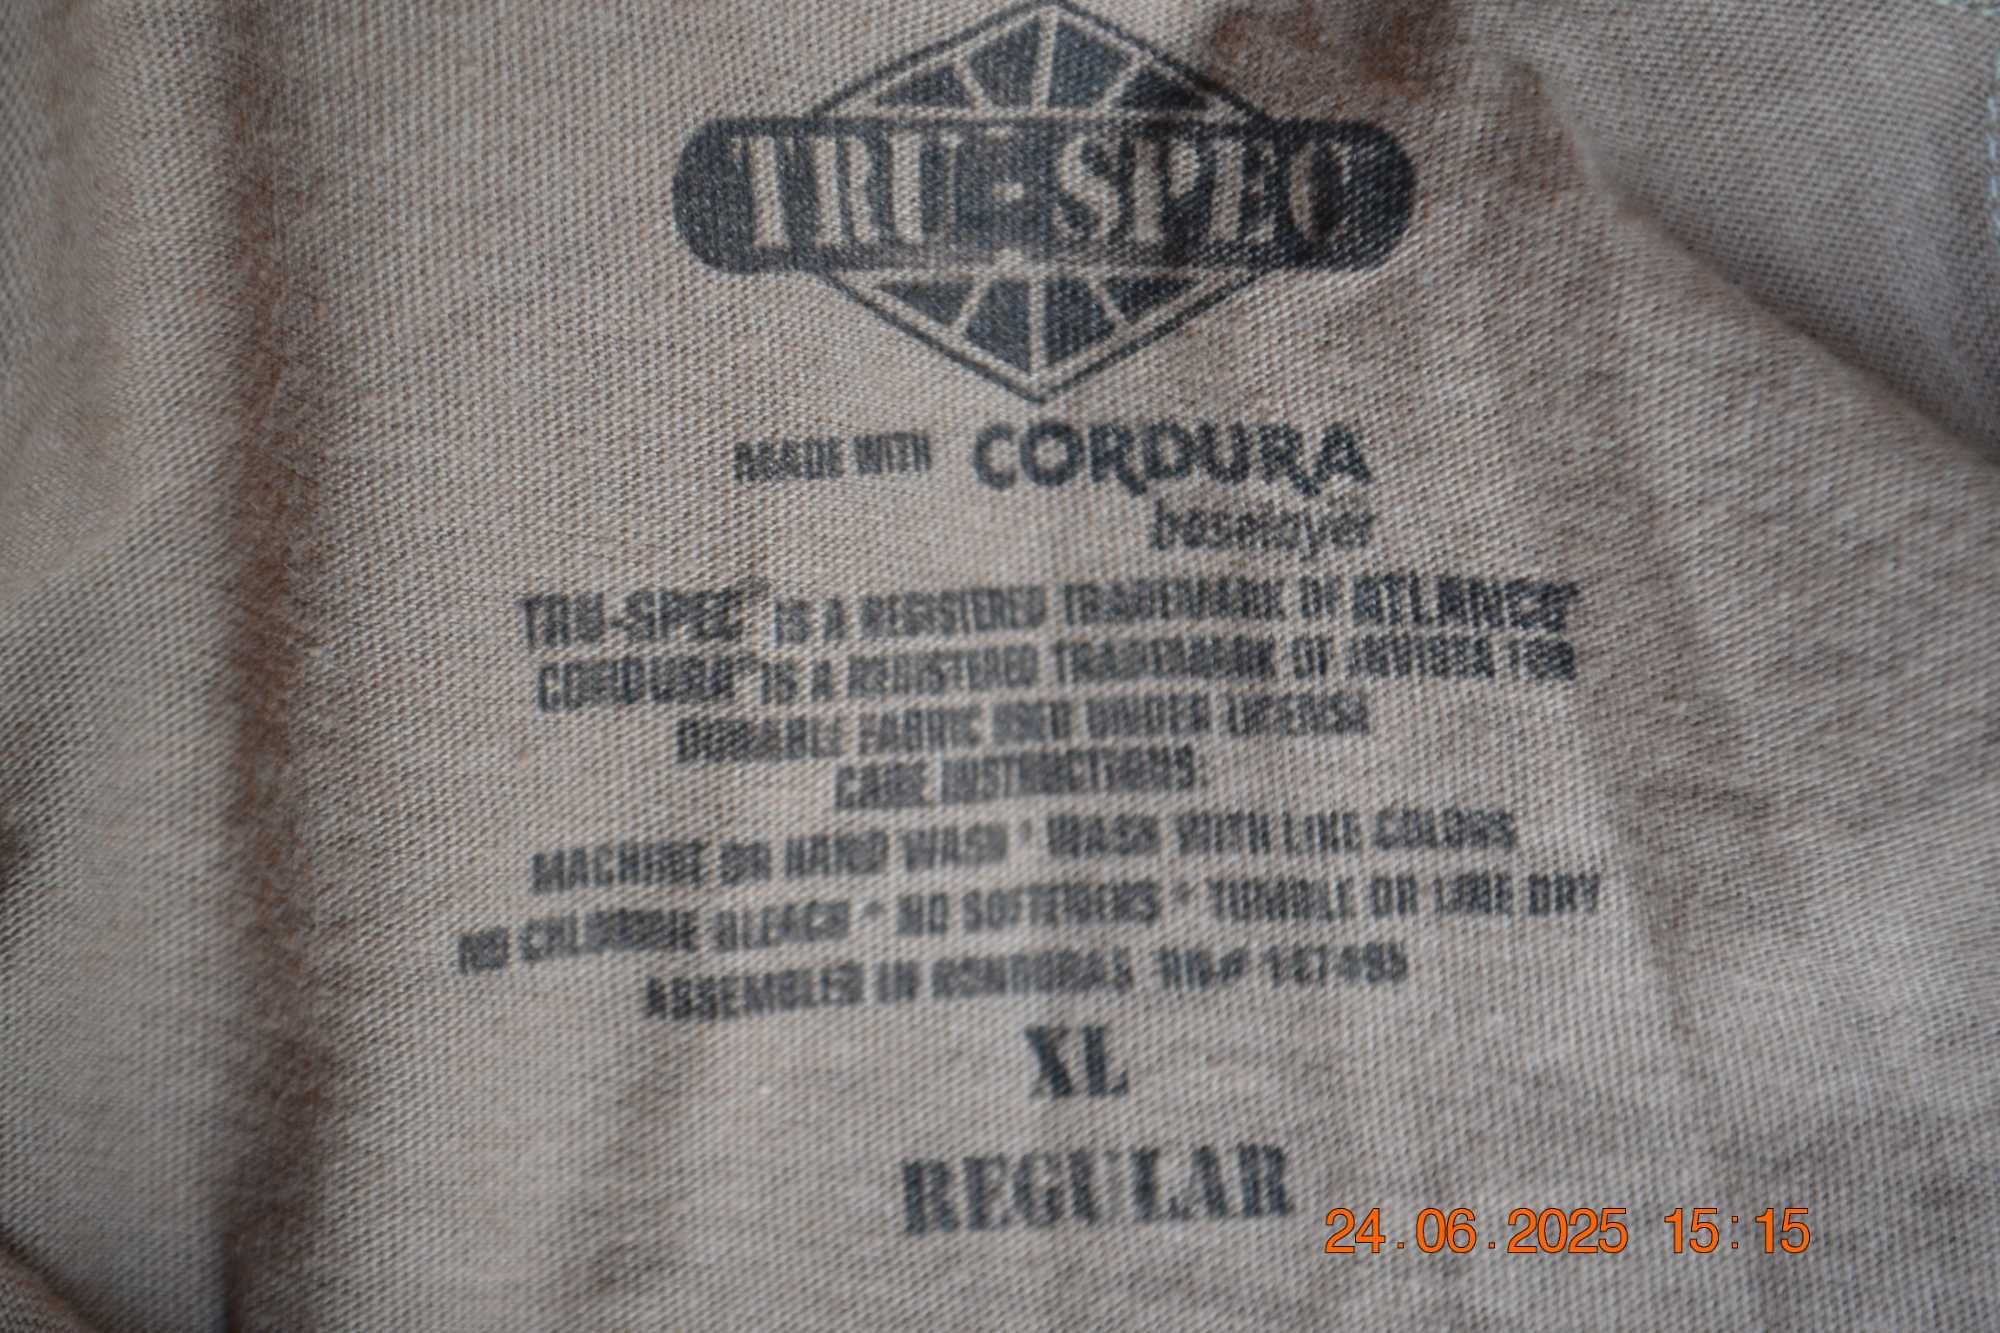 TRU-SPEC
MADE WITH CORDURA
baselayer
TRU-SPEC® IS A REGISTERED TRADEMARK OF ATLANCO®
CORDURA® IS A REGISTERED TRADEMARK OF INVISTA FOR
DURABLE FABRIC USED UNDER LICENSE
CARE INSTRUCTIONS:
MACHINE OR HAND WASH * WASH WITH LIKE COLORS
NO CHLORINE BLEACH * NO SOFTENERS * TUMBLE OR LINE DRY
ASSEMBLED IN HONDURAS RN#
XL
REGULAR
24.06.2025 15:15